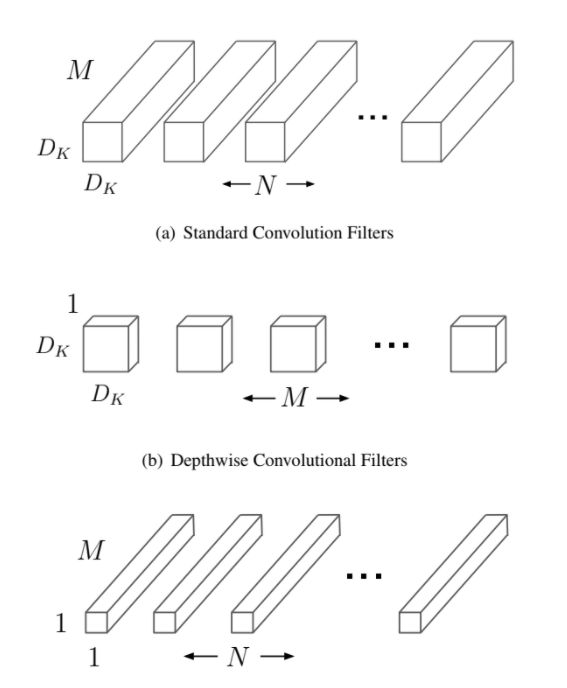 M
D_K
D_K
← N →
(a) Standard Convolution Filters
1
D_K
D_K
← M →
(b) Depthwise Convolutional Filters
M
1
1
← N →